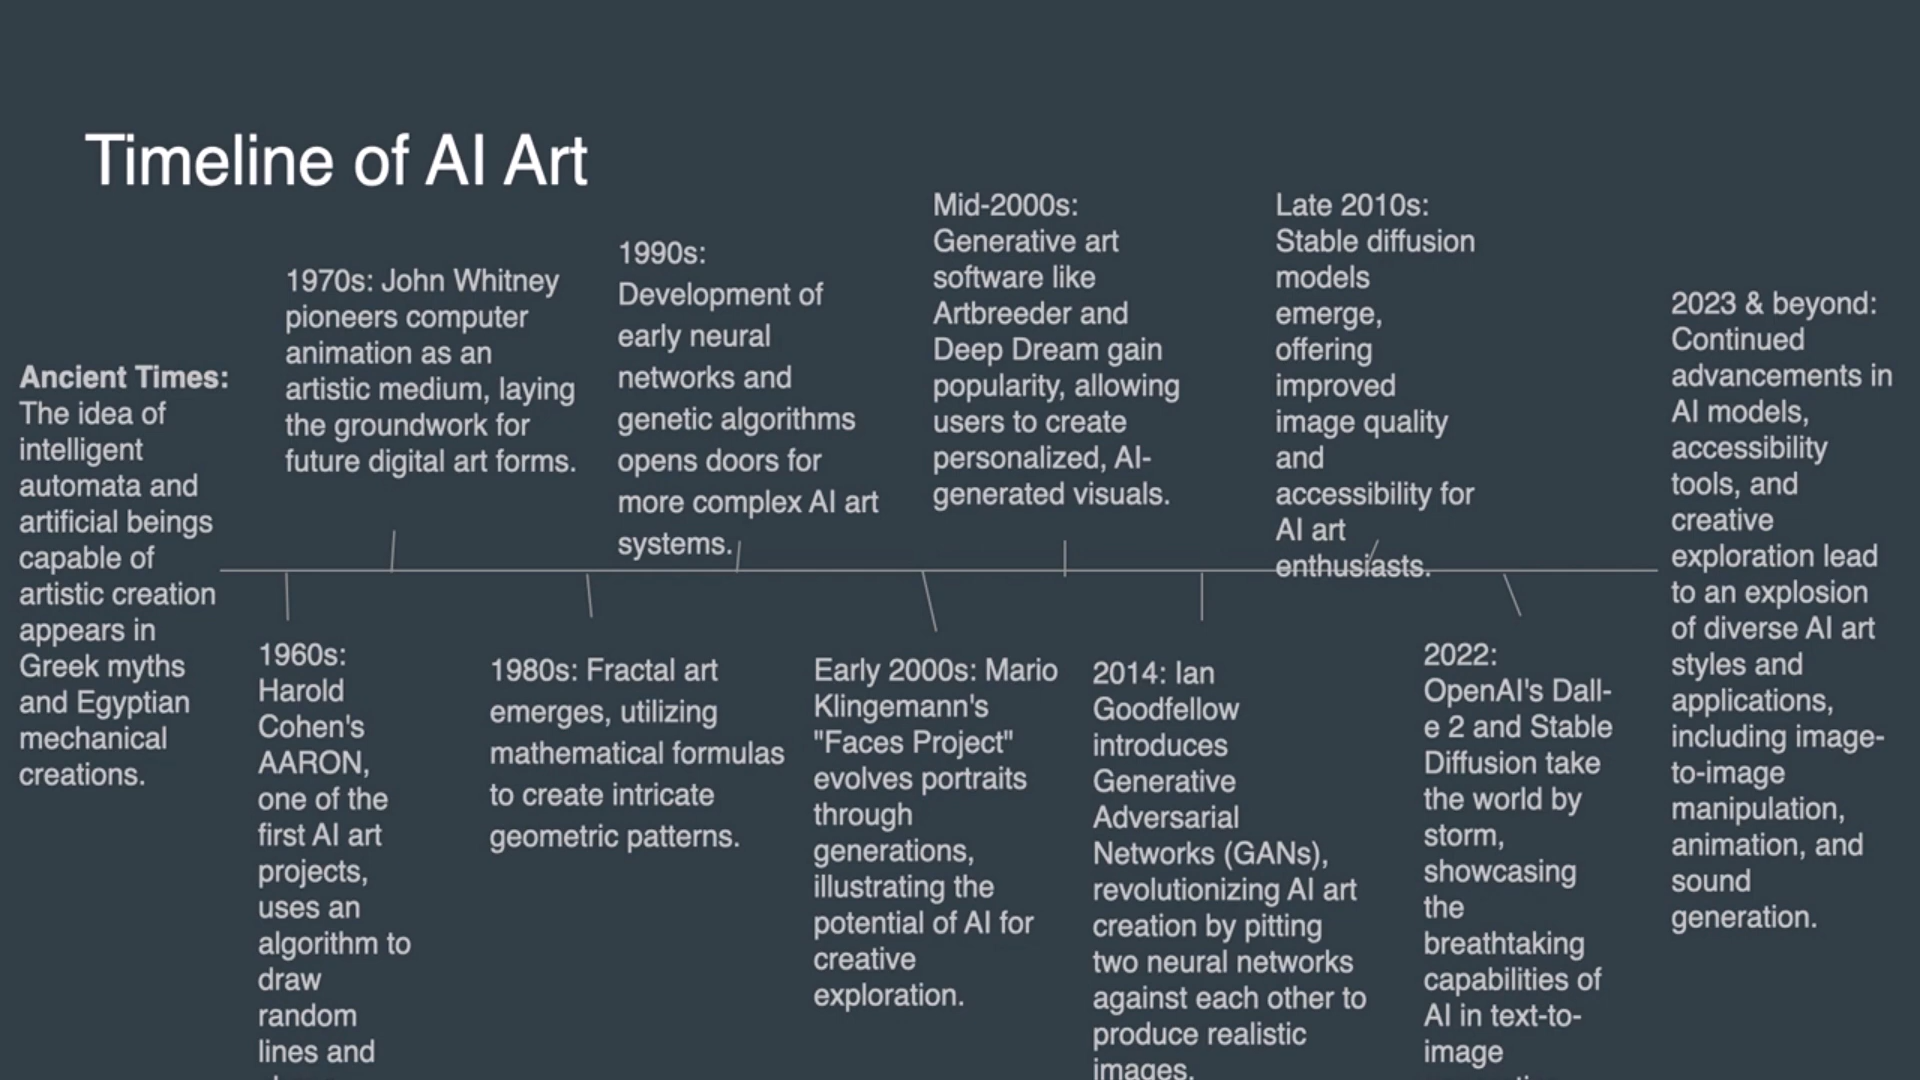 Timeline of AI Art
Ancient Times:
The idea of
intelligent
automata and
artificial beings
capable of
artistic creation
appears in
Greek myths
and Egyptian
mechanical
creations.
1960s:
Harold
Cohen's
AARON,
one of the
first AI art
projects,
uses an
algorithm to
draw
random
lines and
1970s: John Whitney
pioneers computer
animation as an
artistic medium, laying
the groundwork for
future digital art forms.
1980s: Fractal art
emerges, utilizing
mathematical formulas
to create intricate
geometric patterns.
1990s:
Development of
early neural
networks and
genetic algorithms
opens doors for
more complex AI art
systems.
Early 2000s: Mario
Klingemann's
"Faces Project"
evolves portraits
through
generations,
illustrating the
potential of AI for
creative
exploration.
Mid-2000s:
Generative art
software like
Artbreeder and
Deep Dream gain
popularity, allowing
users to create
personalized, AI-
generated visuals.
2014: Ian
Goodfellow
introduces
Generative
Adversarial
Networks (GANs),
revolutionizing AI art
creation by pitting
two neural networks
against each other to
produce realistic
images.
Late 2010s:
Stable diffusion
models
emerge,
offering
improved
image quality
and
accessibility for
AI art
enthusiasts.
2022:
OpenAI's Dall-
e 2 and Stable
Diffusion take
the world by
storm,
showcasing
the
breathtaking
capabilities of
AI in text-to-
image
2023 & beyond:
Continued
advancements in
AI models,
accessibility
tools, and
creative
exploration lead
to an explosion
of diverse AI art
styles and
applications,
including image-
to-image
manipulation,
animation, and
sound
generation.